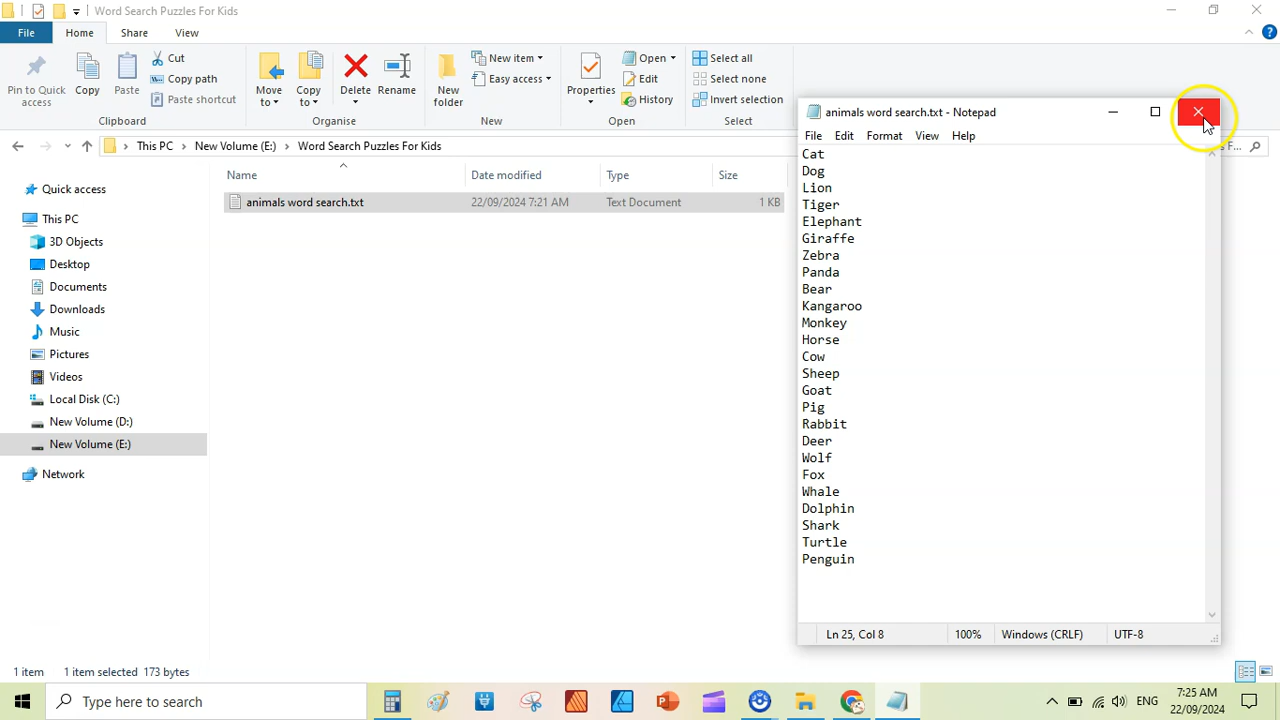 Word Search Puzzles For Kids
File Home Share View
Pin to Quick access
Copy
Paste
Cut
Copy path
Paste shortcut
Clipboard
Move to
Copy to
Delete
Rename
Organise
New folder
New item
Easy access
New
Properties
Open
Edit
History
Open
Select all
Select none
Invert selection
Select
This PC New Volume (E:) Word Search Puzzles For Kids
F...
Name Date modified Type Size
animals word search.txt 22/09/2024 7:21 AM Text Document 1 KB
Quick access
This PC
3D Objects
Desktop
Documents
Downloads
Music
Pictures
Videos
Local Disk (C:)
New Volume (D:)
New Volume (E:)
Network
animals word search.txt - Notepad
File Edit Format View Help
Cat
Dog
Lion
Tiger
Elephant
Giraffe
Zebra
Panda
Bear
Kangaroo
Monkey
Horse
Cow
Sheep
Goat
Pig
Rabbit
Deer
Wolf
Fox
Whale
Dolphin
Shark
Turtle
Penguin
Ln 25, Col 8 100% Windows (CRLF) UTF-8
1 item 1 item selected 173 bytes
Type here to search
ENG
7:25 AM
22/09/2024